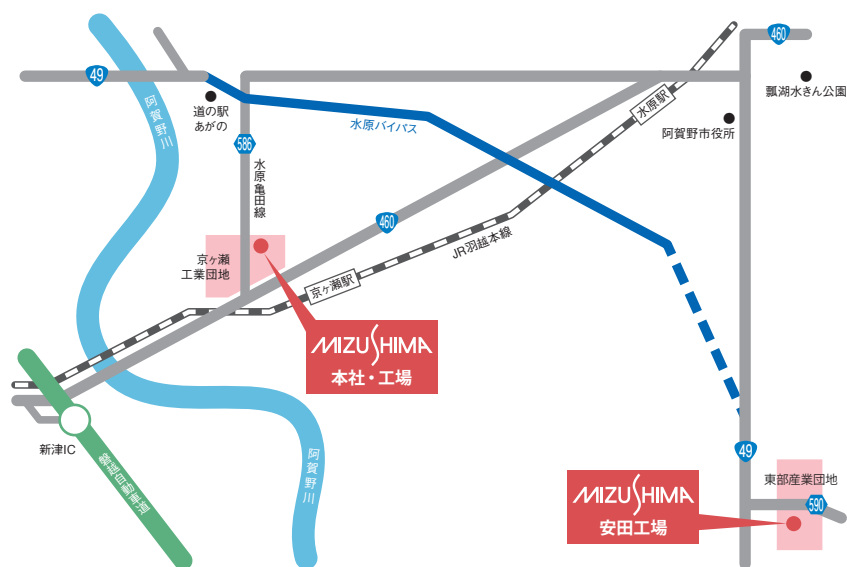 460
49
瓢湖水きん公園
道の駅
あがの
阿賀野川
水原駅
水原バイパス
阿賀野市役所
586
水原亀田線
460
JR羽越本線
京ヶ瀬
工業団地
京ヶ瀬駅
MIZUSHIMA
本社・工場
新津IC
磐越自動車道
阿賀野川
49
東部産業団地
MIZUSHIMA
安田工場
590